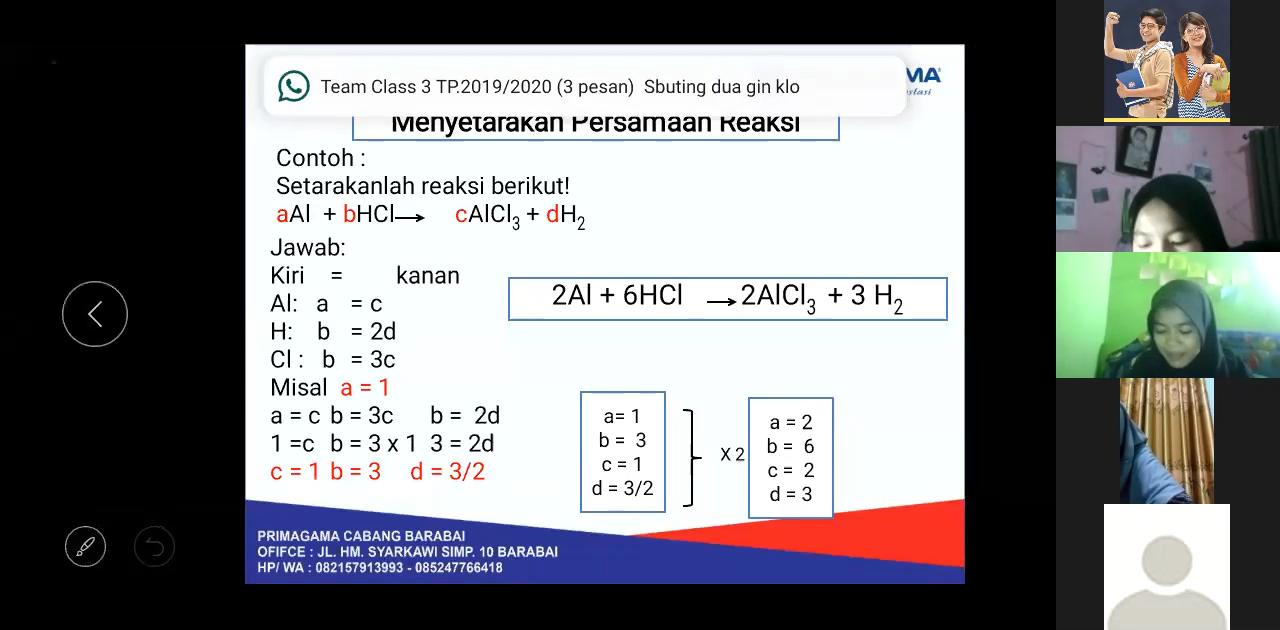 Team Class 3 TP.2019/2020 (3 pesan) Sbuting dua gin klo
MA
Menyetarakan Persamaan Reaksi
Contoh :
Setarakanlah reaksi berikut!
aAl + bHCl→ cAlCl₃ + dH₂
Jawab:
Kiri = kanan
Al: a = c
H: b = 2d
Cl : b = 3c
Misal a = 1
a = c b = 3c b = 2d
1 =c b = 3 x 1 3 = 2d
c = 1 b = 3 d = 3/2
2Al + 6HCl →2AlCl₃ + 3 H₂
a= 1
b = 3
c = 1
d = 3/2
X 2
a = 2
b = 6
c = 2
d = 3
PRIMAGAMA CABANG BARABAI
OFIFCE : JL. HM. SYARKAWI SIMP. 10 BARABAI
HP/ WA : 082157913993 - 085247766418